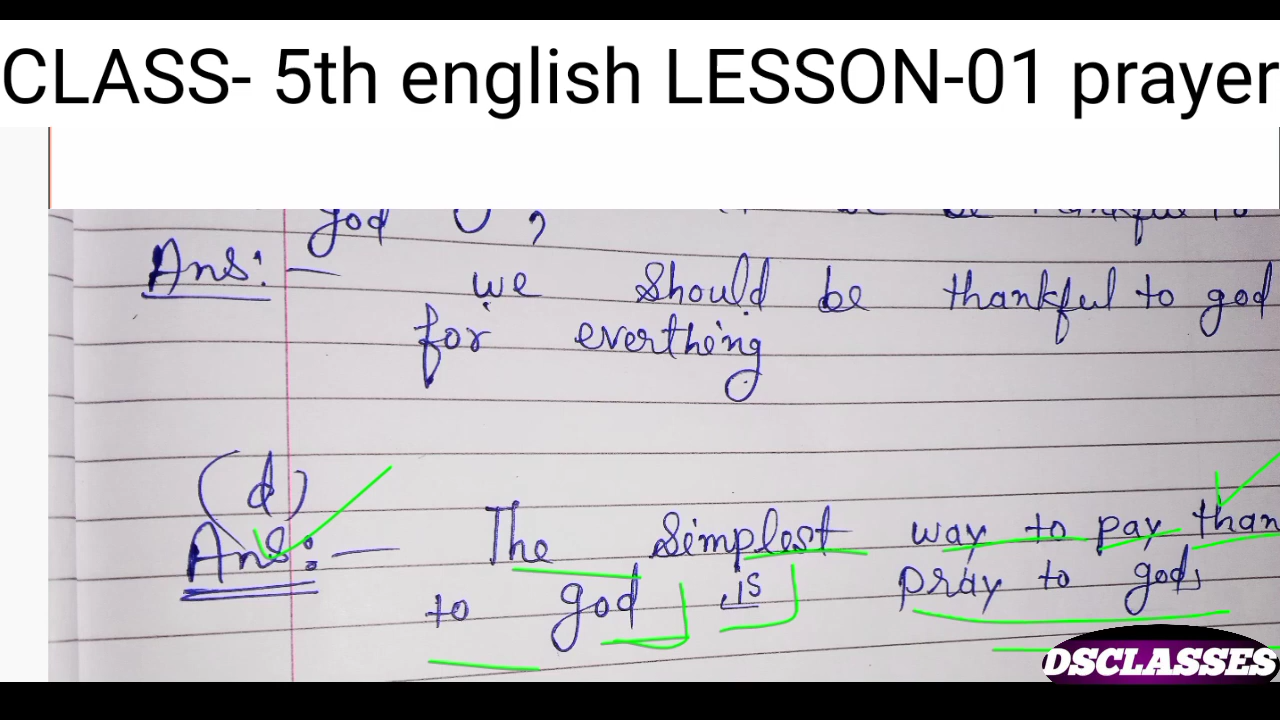 CLASS- 5th english LESSON-01 prayer
god
Ans: — we should be thankful to god
for everthing
(d)
Ans: — The simplest way to pay than
to god is pray to god
DSCLASSES